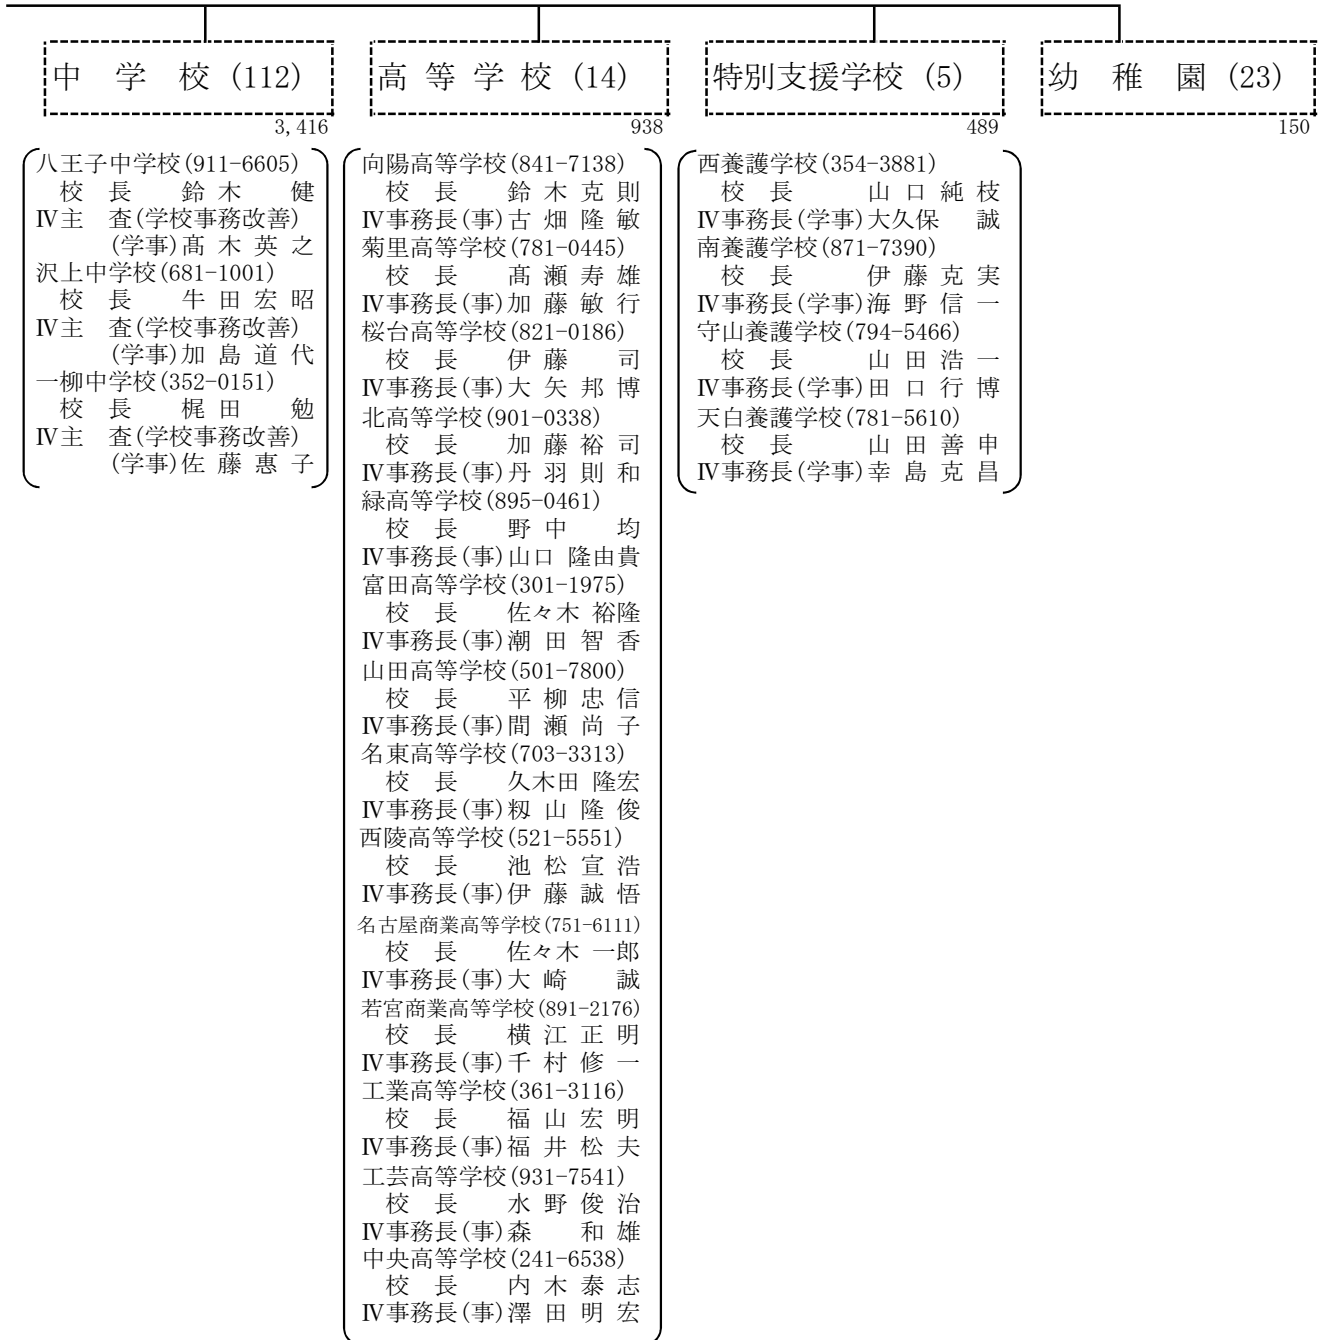 中 学 校 (112)
3,416
八王子中学校(911-6605)
校 長 鈴 木 健
Ⅳ主 査(学校事務改善)
(学事)髙 木 英 之
沢上中学校(681-1001)
校 長 牛 田 宏 昭
Ⅳ主 査(学校事務改善)
(学事)加 島 道 代
一柳中学校(352-0151)
校 長 梶 田 勉
Ⅳ主 査(学校事務改善)
(学事)佐 藤 惠 子
高 等 学 校 (14)
938
向陽高等学校(841-7138)
校 長 鈴 木 克 則
Ⅳ事務長(事)古 畑 隆 敏
菊里高等学校(781-0445)
校 長 髙 瀬 寿 雄
Ⅳ事務長(事)加 藤 敏 行
桜台高等学校(821-0186)
校 長 伊 藤 司
Ⅳ事務長(事)大 矢 邦 博
北高等学校(901-0338)
校 長 加 藤 裕 司
Ⅳ事務長(事)丹 羽 則 和
緑高等学校(895-0461)
校 長 野 中 均
Ⅳ事務長(事)山口 隆由貴
富田高等学校(301-1975)
校 長 佐々木 裕隆
Ⅳ事務長(事)潮 田 智 香
山田高等学校(501-7800)
校 長 平 柳 忠 信
Ⅳ事務長(事)間 瀬 尚 子
名東高等学校(703-3313)
校 長 久木田 隆宏
Ⅳ事務長(事)籾 山 隆 俊
西陵高等学校(521-5551)
校 長 池 松 宣 浩
Ⅳ事務長(事)伊 藤 誠 悟
名古屋商業高等学校(751-6111)
校 長 佐々木 一郎
Ⅳ事務長(事)大 崎 誠
若宮商業高等学校(891-2176)
校 長 横 江 正 明
Ⅳ事務長(事)千 村 修 一
工業高等学校(361-3116)
校 長 福 山 宏 明
Ⅳ事務長(事)福 井 松 夫
工芸高等学校(931-7541)
校 長 水 野 俊 治
Ⅳ事務長(事)森 和 雄
中央高等学校(241-6538)
校 長 内 木 泰 志
Ⅳ事務長(事)澤 田 明 宏
特別支援学校 (5)
489
西養護学校(354-3881)
校 長 山 口 純 枝
Ⅳ事務長(学事)大久保 誠
南養護学校(871-7390)
校 長 伊 藤 克 実
Ⅳ事務長(学事)海 野 信 一
守山養護学校(794-5466)
校 長 山 田 浩 一
Ⅳ事務長(学事)田 口 行 博
天白養護学校(781-5610)
校 長 山 田 善 申
Ⅳ事務長(学事)幸 島 克 昌
幼 稚 園 (23)
150